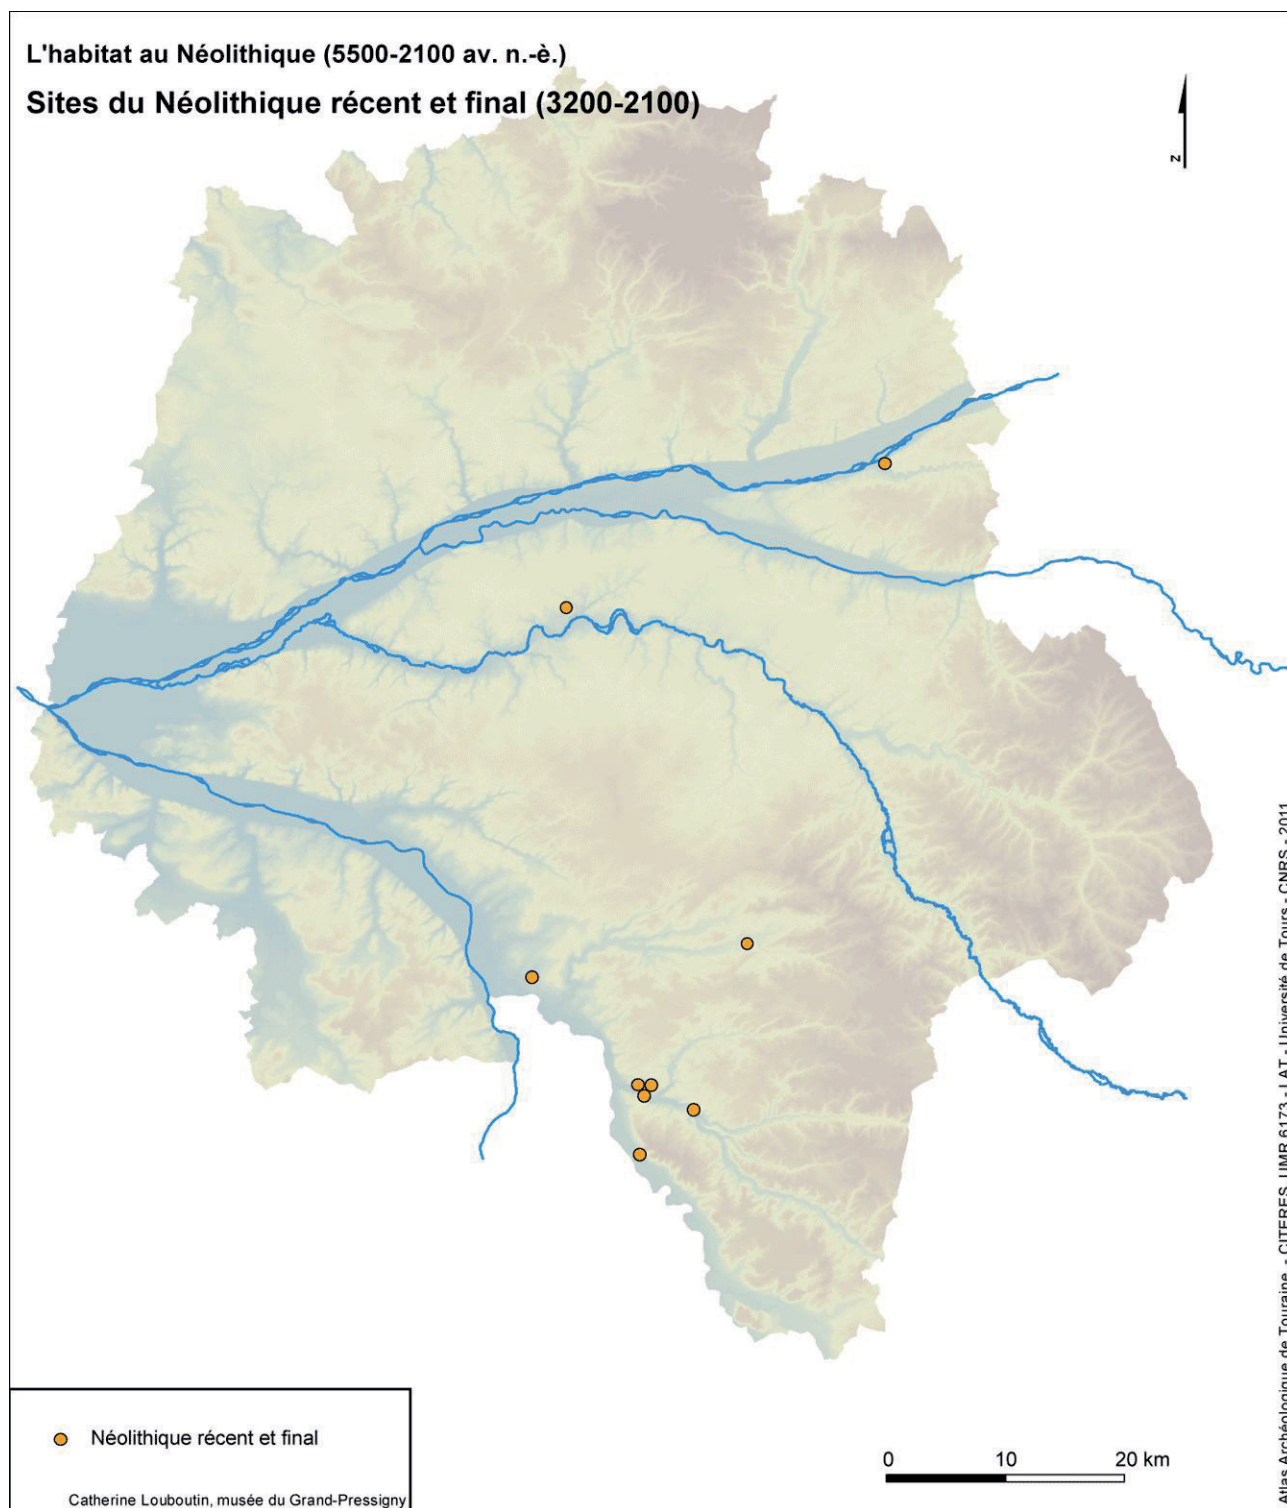 L'habitat au Néolithique (5500-2100 av. n.-è.)
Sites du Néolithique récent et final (3200-2100)
z
Atlas Archéologique de Touraine - CITERES, UMR 6173 - LAT - Université de Tours - CNRS - 2011
Néolithique récent et final
0 10 20 km
Catherine Louboutin, musée du Grand-Pressigny